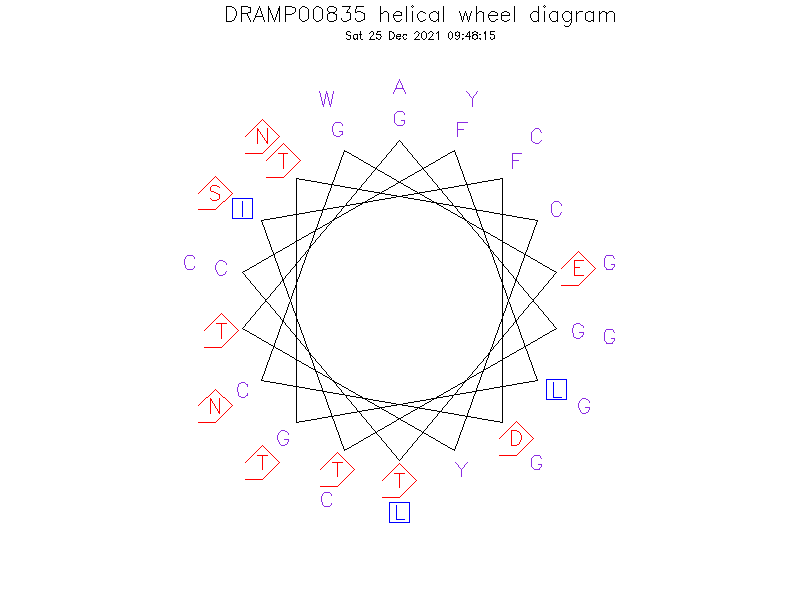 DRAMP00835 helical wheel diagram
Sat 25 Dec 2021 09:48:15
A
W Y
G G F
N C
T F
S I C
C C E G
T G G
N C L G
G D
T T Y G
T
C L